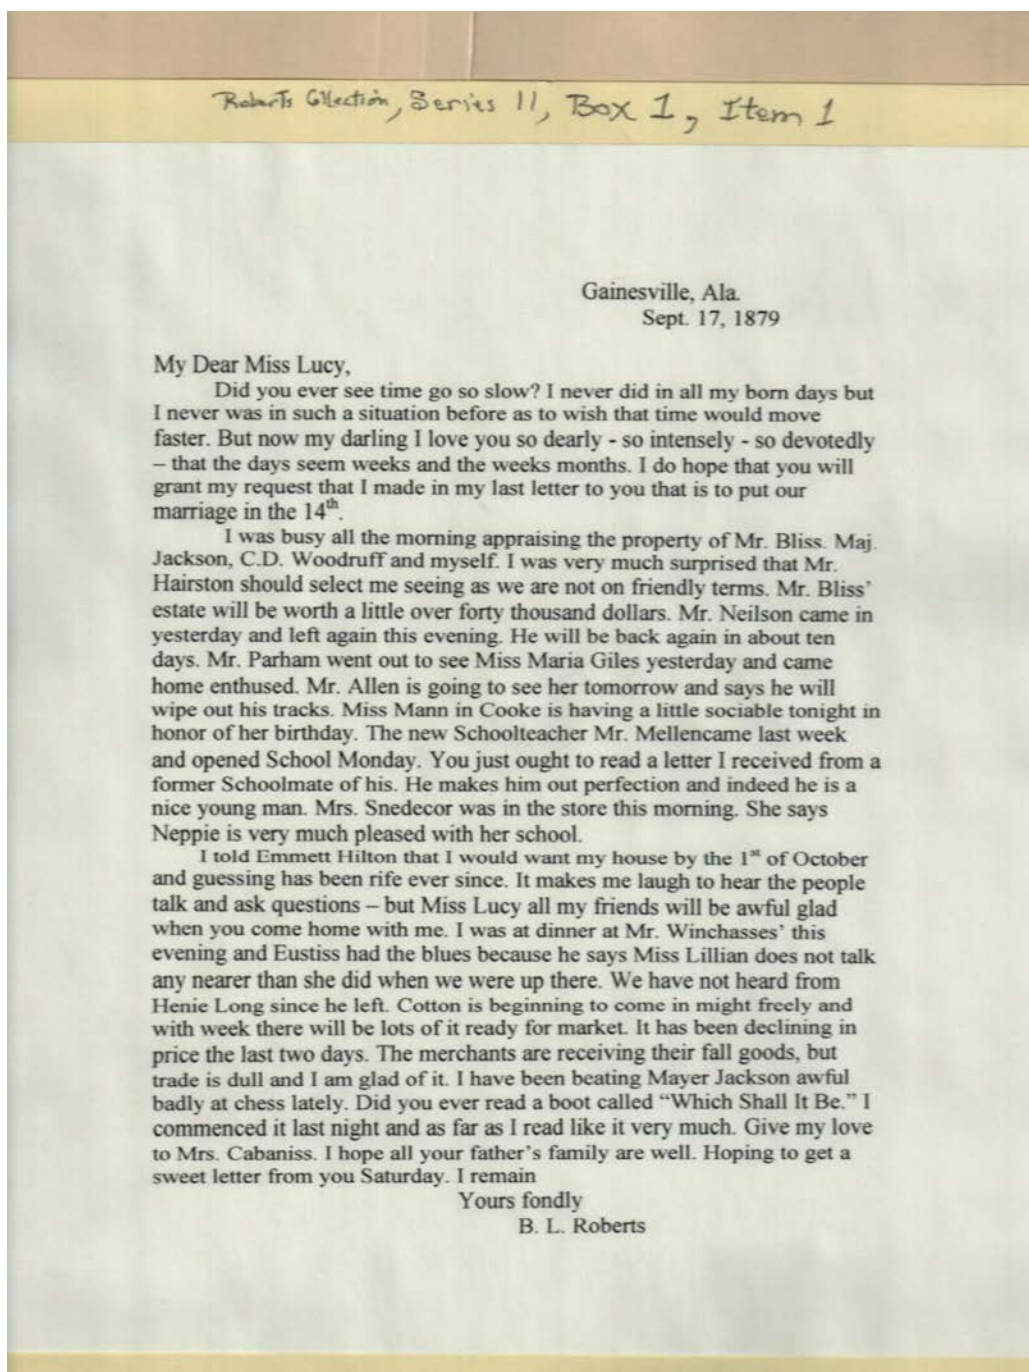 Roberts Collection, Series II, Box 1, Item 1
Gainesville, Ala.
Sept. 17, 1879
My Dear Miss Lucy,
Did you ever see time go so slow? I never did in all my born days but
I never was in such a situation before as to wish that time would move
faster. But now my darling I love you so dearly - so intensely - so devotedly
– that the days seem weeks and the weeks months. I do hope that you will
grant my request that I made in my last letter to you that is to put our
marriage in the 14th.
I was busy all the morning appraising the property of Mr. Bliss. Maj.
Jackson, C.D. Woodruff and myself. I was very much surprised that Mr.
Hairston should select me seeing as we are not on friendly terms. Mr. Bliss'
estate will be worth a little over forty thousand dollars. Mr. Neilson came in
yesterday and left again this evening. He will be back again in about ten
days. Mr. Parham went out to see Miss Maria Giles yesterday and came
home enthused. Mr. Allen is going to see her tomorrow and says he will
wipe out his tracks. Miss Mann in Cooke is having a little sociable tonight in
honor of her birthday. The new Schoolteacher Mr. Mellencame last week
and opened School Monday. You just ought to read a letter I received from a
former Schoolmate of his. He makes him out perfection and indeed he is a
nice young man. Mrs. Snedecor was in the store this morning. She says
Neppie is very much pleased with her school.
I told Emmett Hilton that I would want my house by the 1st of October
and guessing has been rife ever since. It makes me laugh to hear the people
talk and ask questions – but Miss Lucy all my friends will be awful glad
when you come home with me. I was at dinner at Mr. Winchasses' this
evening and Eustiss had the blues because he says Miss Lillian does not talk
any nearer than she did when we were up there. We have not heard from
Henie Long since he left. Cotton is beginning to come in might freely and
with week there will be lots of it ready for market. It has been declining in
price the last two days. The merchants are receiving their fall goods, but
trade is dull and I am glad of it. I have been beating Mayer Jackson awful
badly at chess lately. Did you ever read a boot called “Which Shall It Be.” I
commenced it last night and as far as I read like it very much. Give my love
to Mrs. Cabaniss. I hope all your father's family are well. Hoping to get a
sweet letter from you Saturday. I remain
Yours fondly
B. L. Roberts